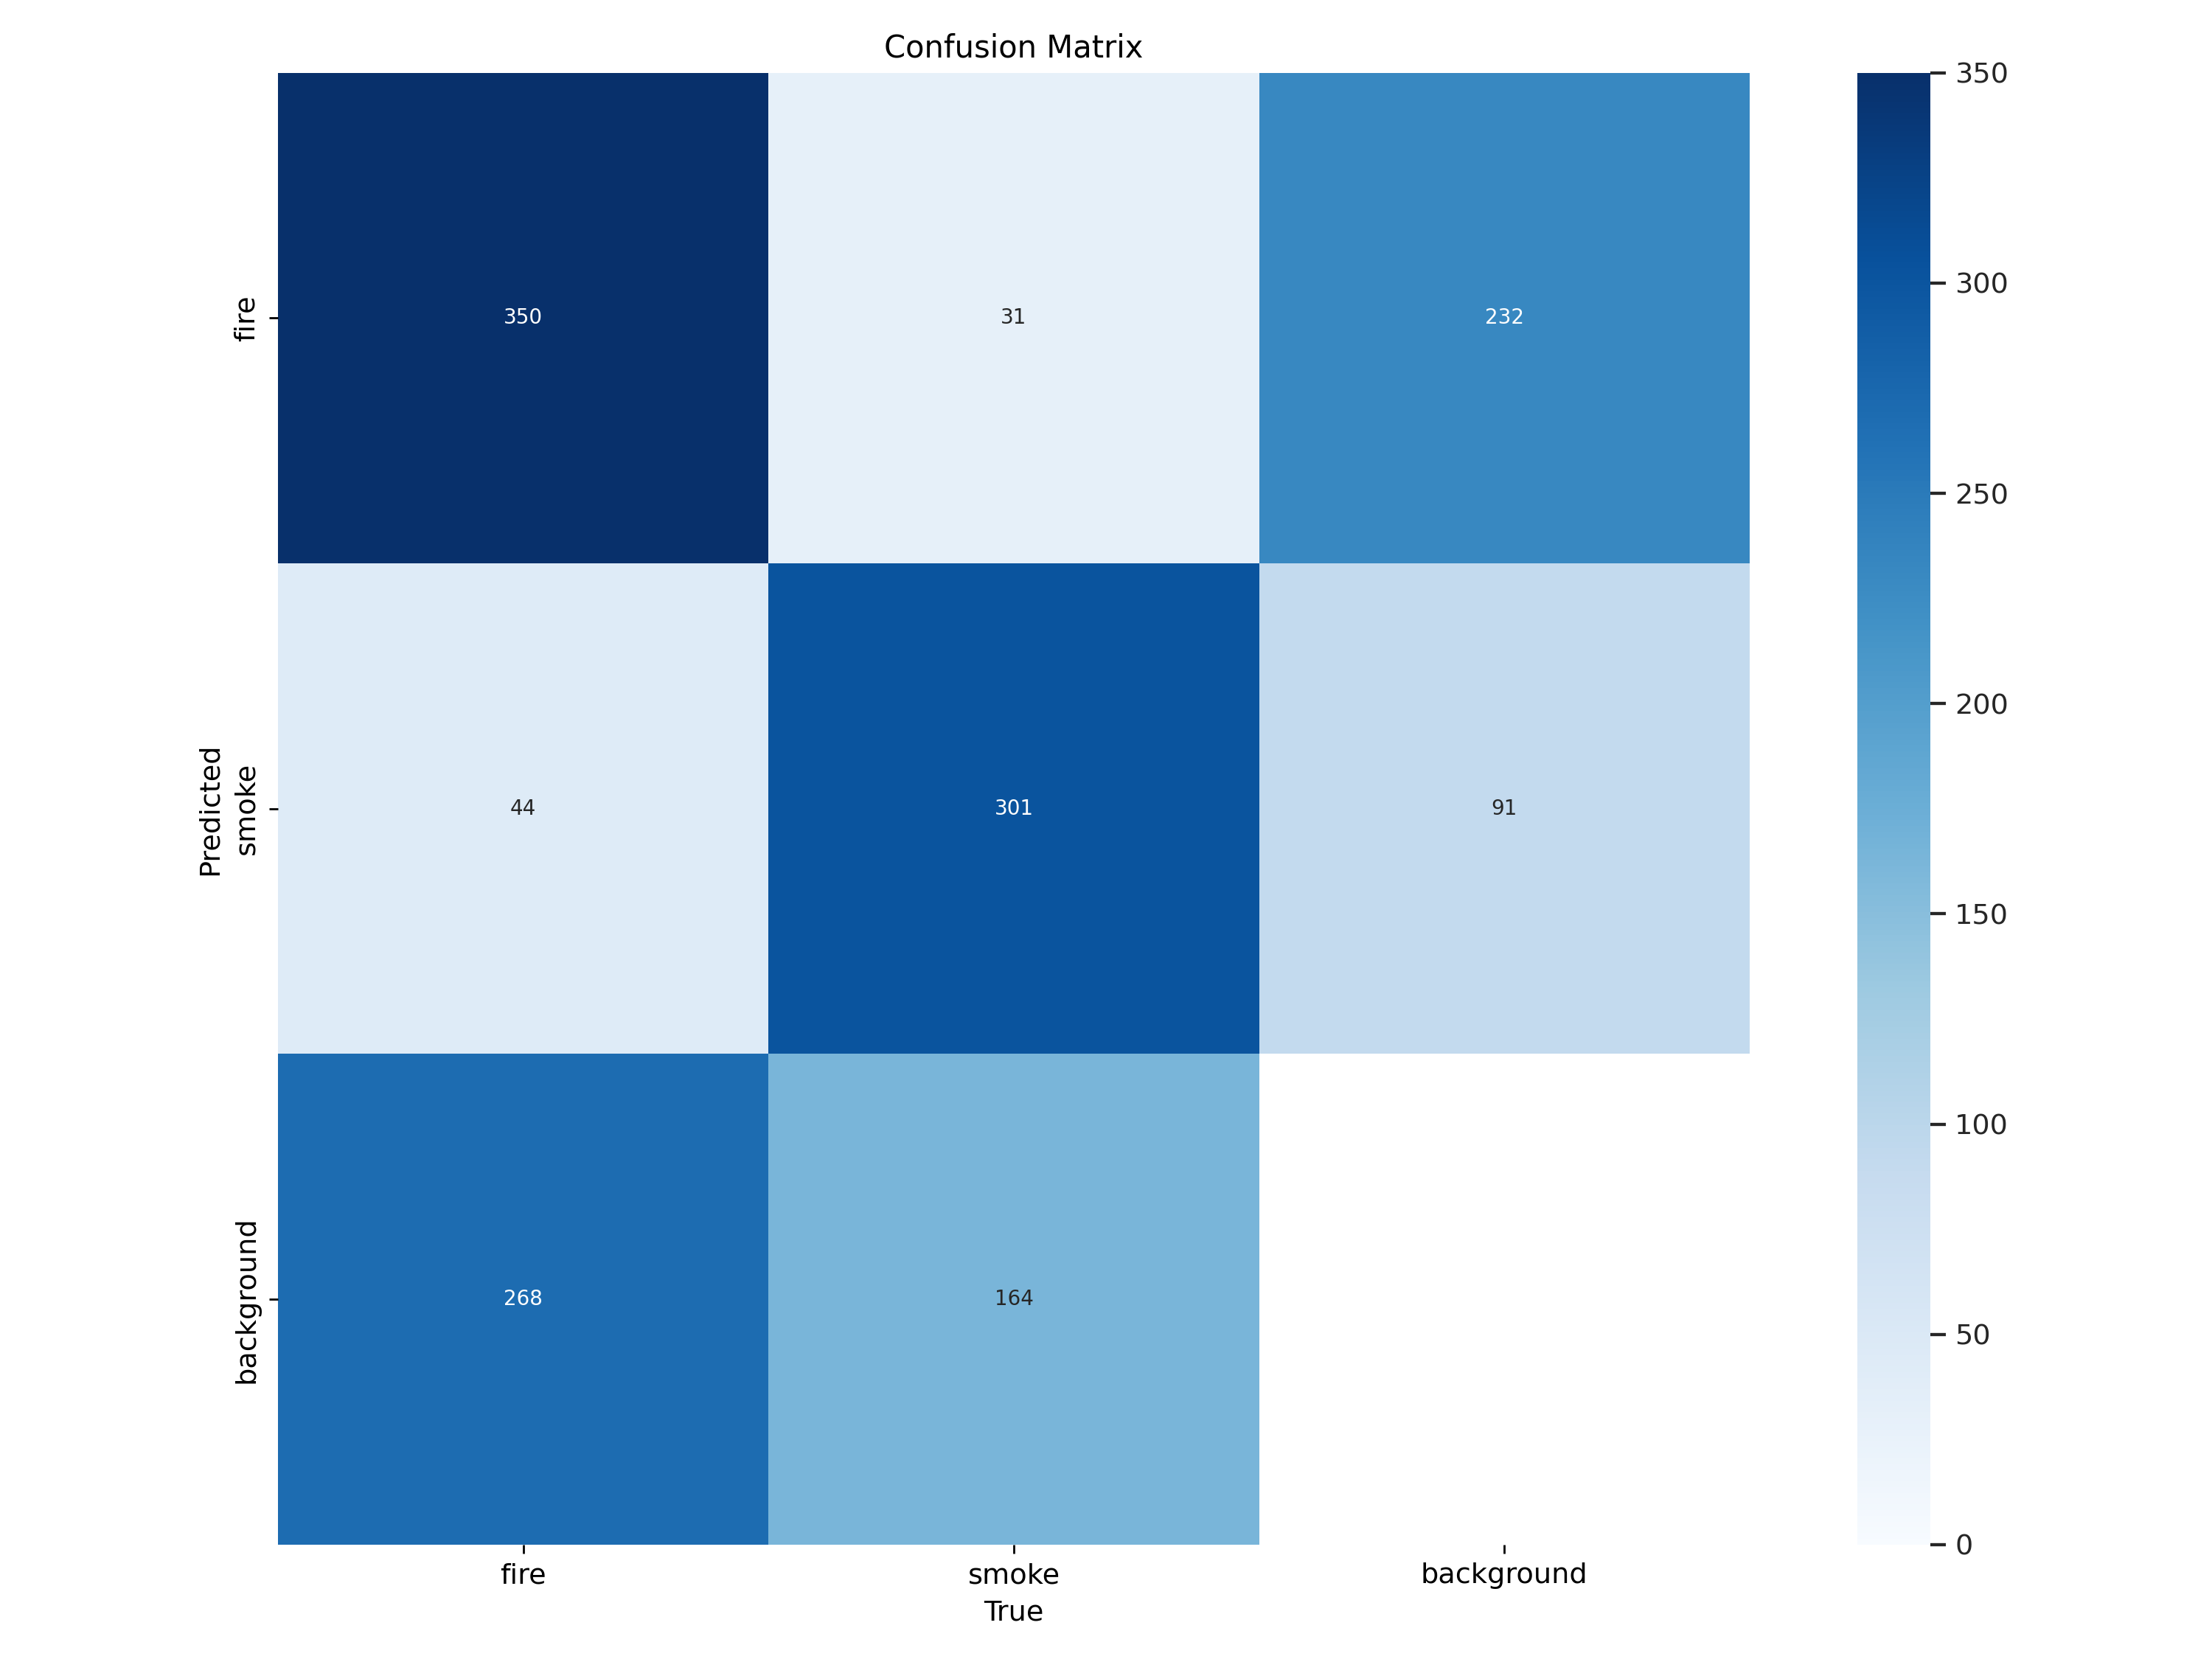 Confusion Matrix
350
300
250
200
150
100
50
0
Predicted
fire
350
31
232
smoke
44
301
91
background
268
164
fire
smoke
background
True